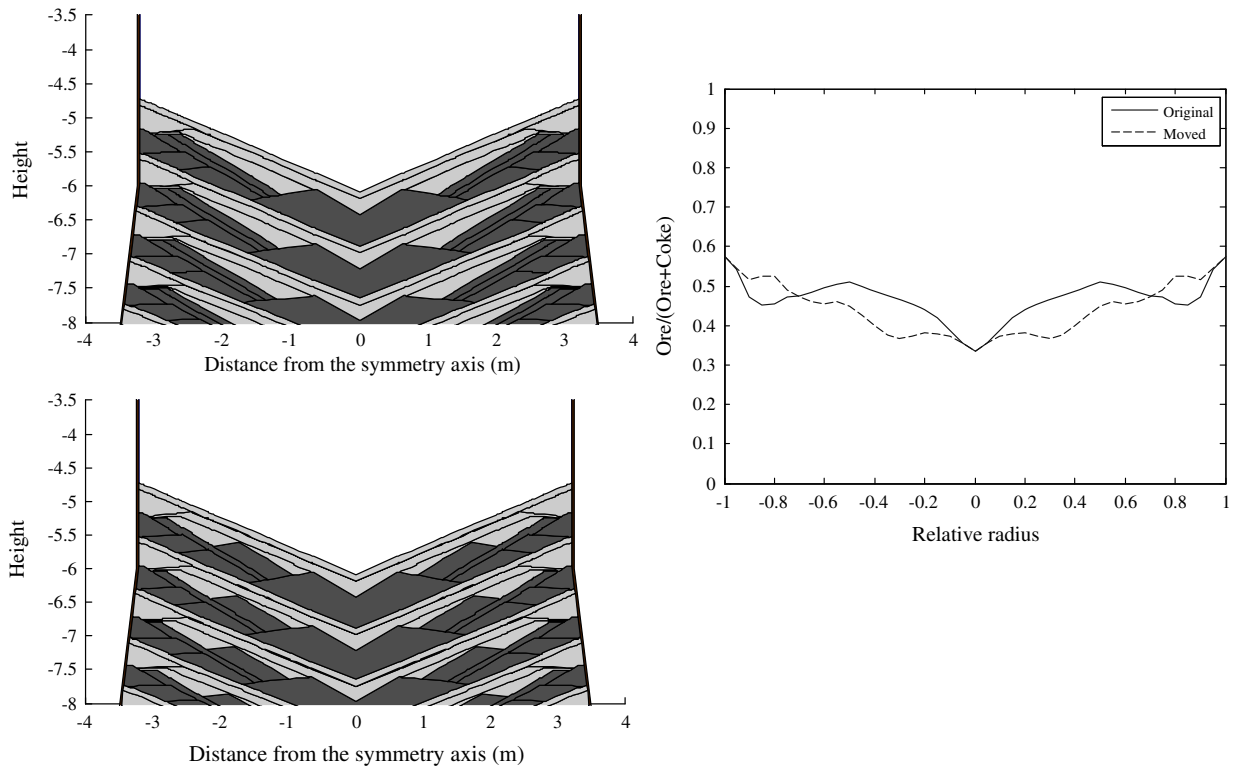 -3.5
-4
-4.5
-5
-5.5
-6
-6.5
-7
-7.5
-8
Height
-4 -3 -2 -1 0 1 2 3 4
Distance from the symmetry axis (m)
-3.5
-4
-4.5
-5
-5.5
-6
-6.5
-7
-7.5
-8
Height
-4 -3 -2 -1 0 1 2 3 4
Distance from the symmetry axis (m)
1
0.9
0.8
0.7
0.6
0.5
0.4
0.3
0.2
0.1
0
Ore/(Ore+Coke)
Original
Moved
-1 -0.8 -0.6 -0.4 -0.2 0 0.2 0.4 0.6 0.8 1
Relative radius